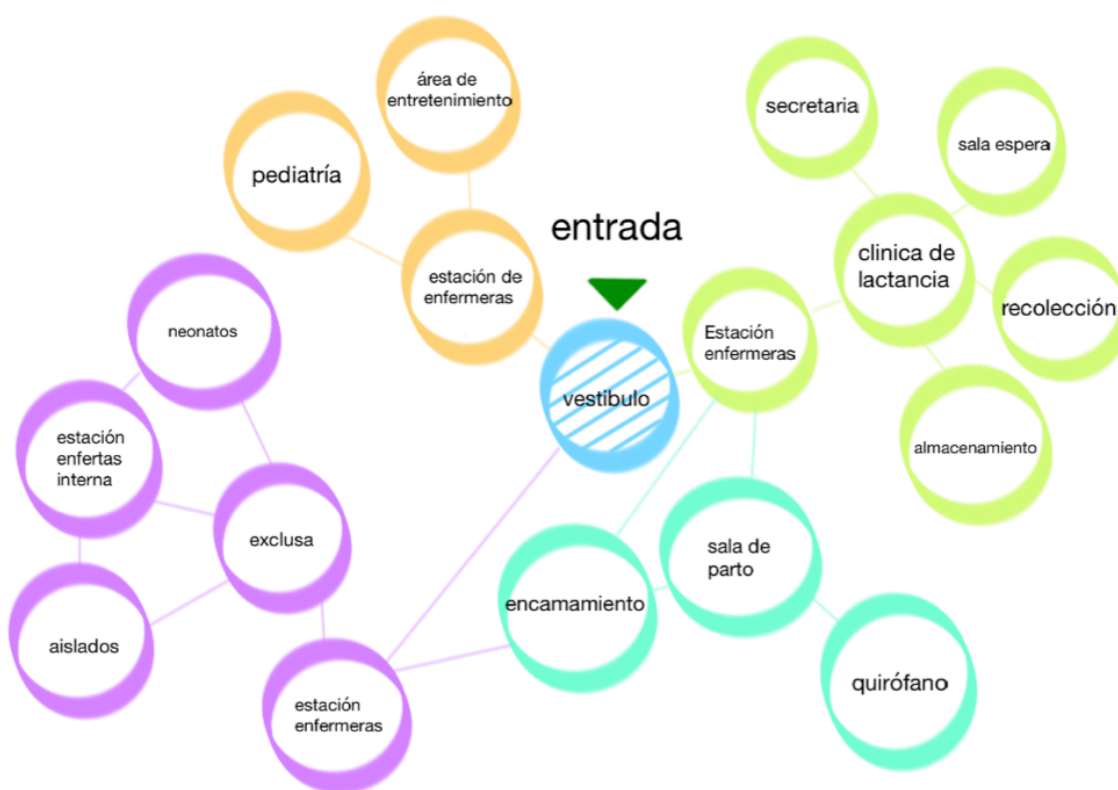 área de
entretenimiento
secretaria
sala espera
pediatría
entrada
clinica de
lactancia
estación de
enfermeras
recolección
neonatos
Estación
enfermeras
vestibulo
estación
enfertas
interna
almacenamiento
exclusa
sala de
parto
encamamiento
aislados
quirófano
estación
enfermeras